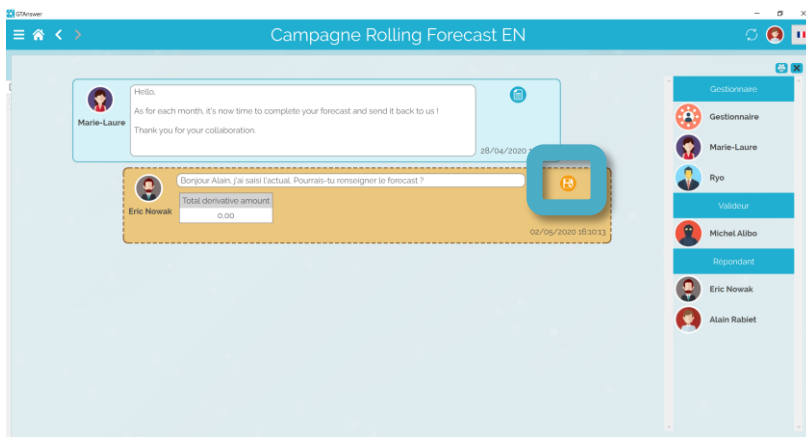 GTAnswer
Campagne Rolling Forecast EN
Hello,
As for each month, it's now time to complete your forecast and send it back to us !
Thank you for your collaboration.
Marie-Laure
28/04/2020
Bonjour Alain, j'ai saisi l'actual. Pourrais-tu renseigner le forecast ?
Eric Nowak
Total derivative amount
0.00
02/05/2020 16:10:13
Gestionnaire
Gestionnaire
Marie-Laure
Ryo
Valideur
Michel Alibo
Répondant
Eric Nowak
Alain Rabiet